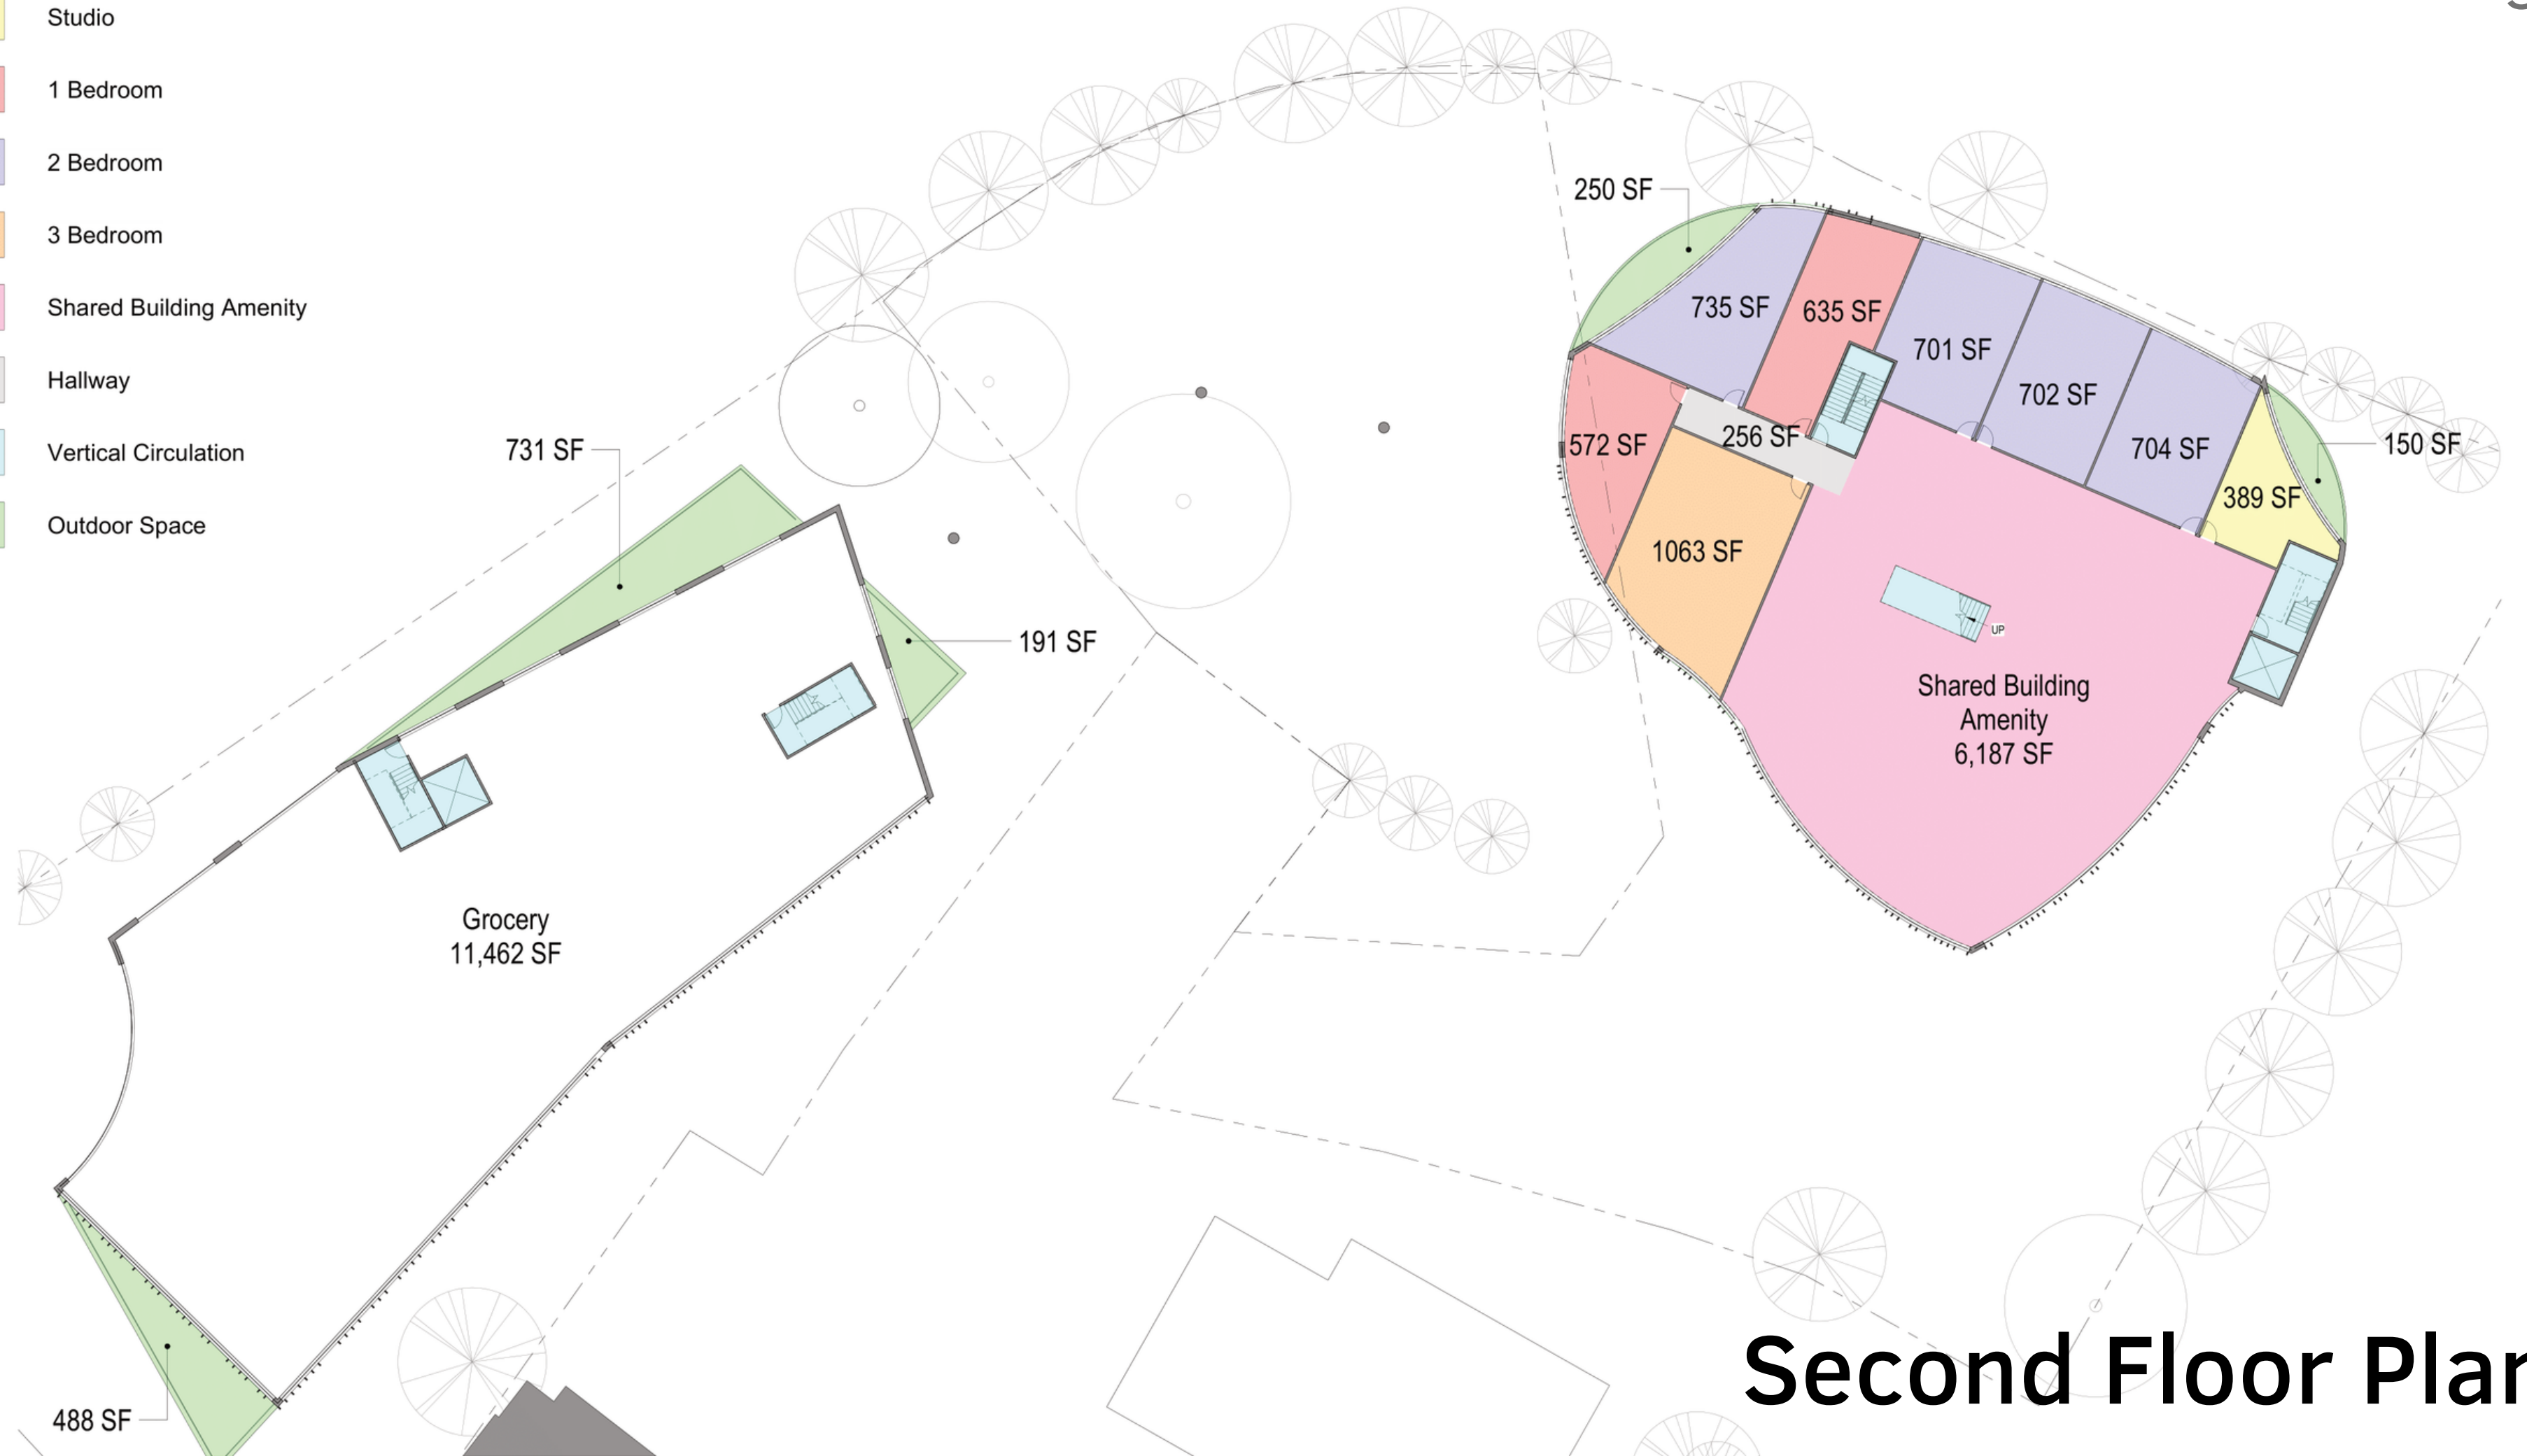 Studio
1 Bedroom
2 Bedroom
3 Bedroom
Shared Building Amenity
Hallway
Vertical Circulation
Outdoor Space
250 SF
735 SF
635 SF
701 SF
702 SF
704 SF
150 SF
389 SF
572 SF
256 SF
1063 SF
UP
Shared Building
Amenity
6,187 SF
731 SF
191 SF
Grocery
11,462 SF
488 SF
Second Floor Plan